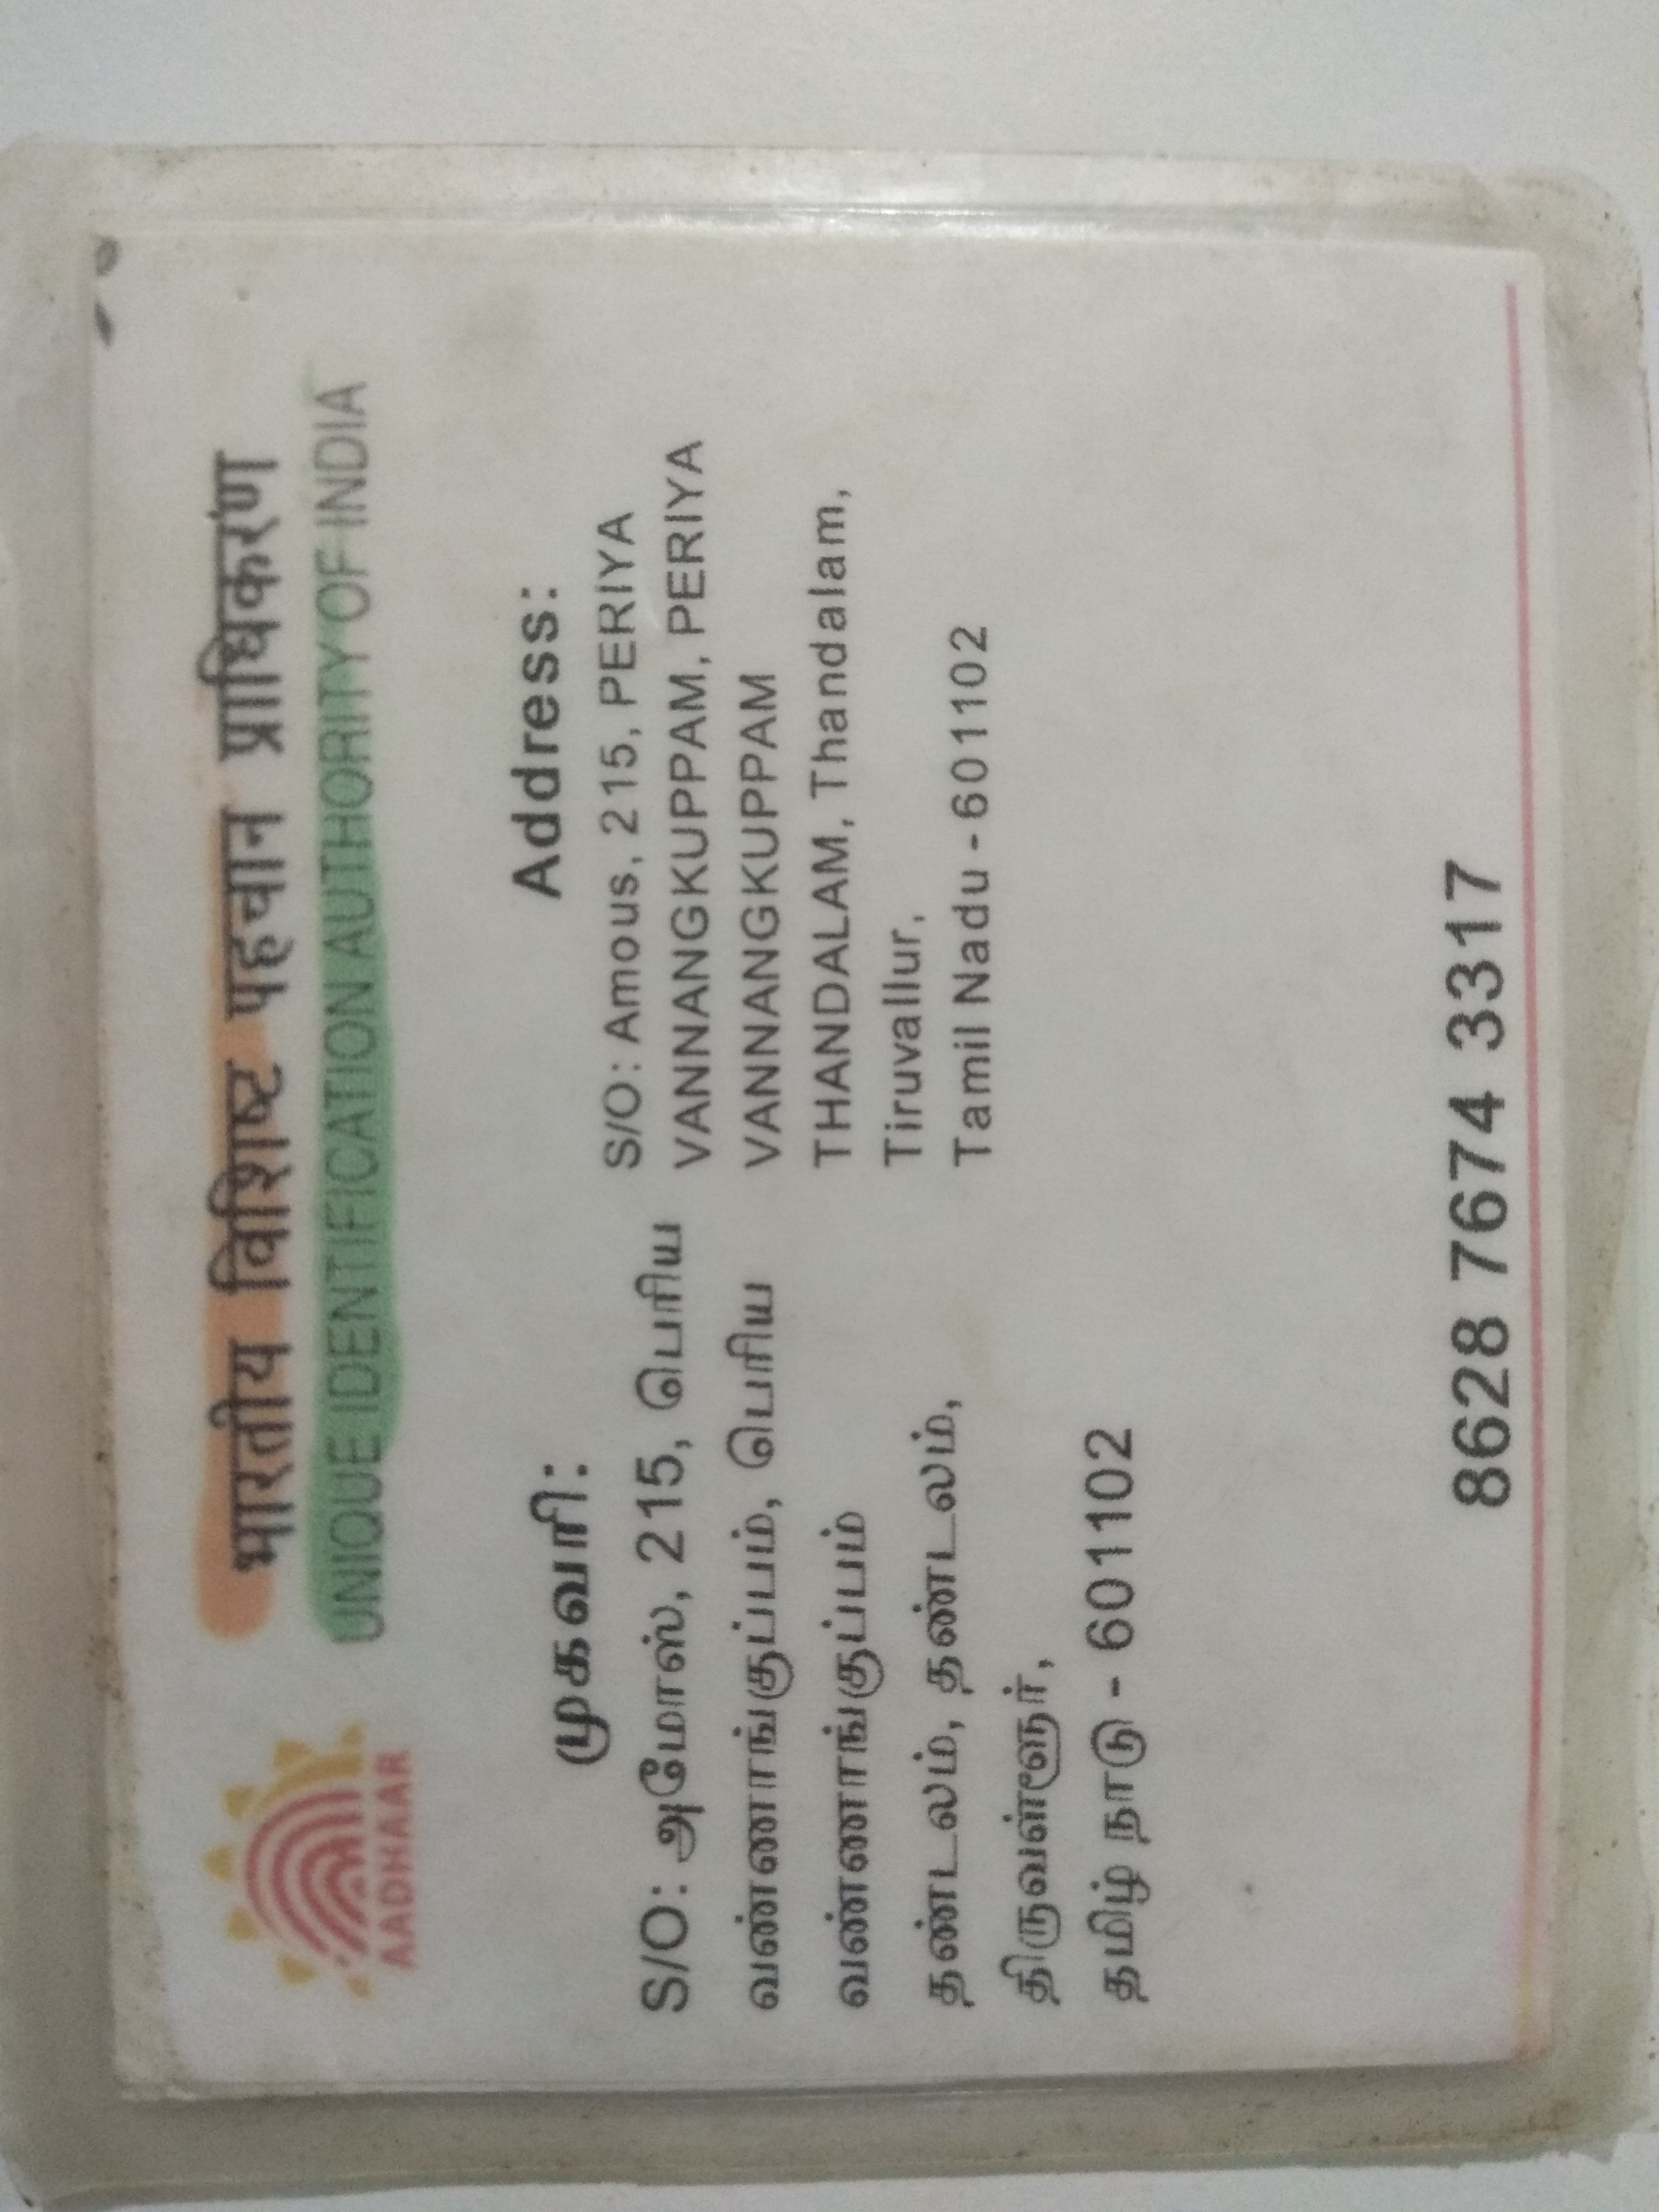 भारतीय विशिष्ट पहचान प्राधिकरण
UNIQUE IDENTIFICATION AUTHORITY OF INDIA
AADHAAR
முகவரி:
S/O: அமோஸ், 215, பெரிய
வண்ணாங்குப்பம், பெரிய
வண்ணாங்குப்பம்
தண்டலம், தண்டலம்,
திருவள்ளூர்,
தமிழ் நாடு - 601102
Address:
S/O: Amous, 215, PERIYA
VANNANGKUPPAM, PERIYA
VANNANGKUPPAM
THANDALAM, Thandalam,
Tiruvallur,
Tamil Nadu - 601102
8628 7674 3317